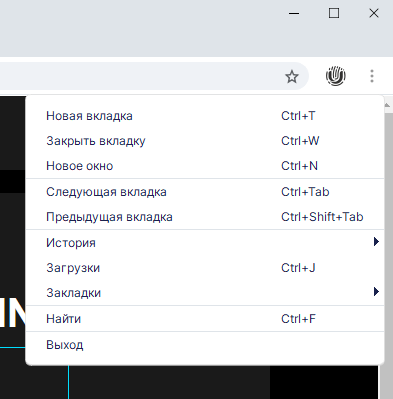 Новая вкладка Ctrl+T
Закрыть вкладку Ctrl+W
Новое окно Ctrl+N
Следующая вкладка Ctrl+Tab
Предыдущая вкладка Ctrl+Shift+Tab
История
Загрузки Ctrl+J
Закладки
Найти Ctrl+F
Выход
IN